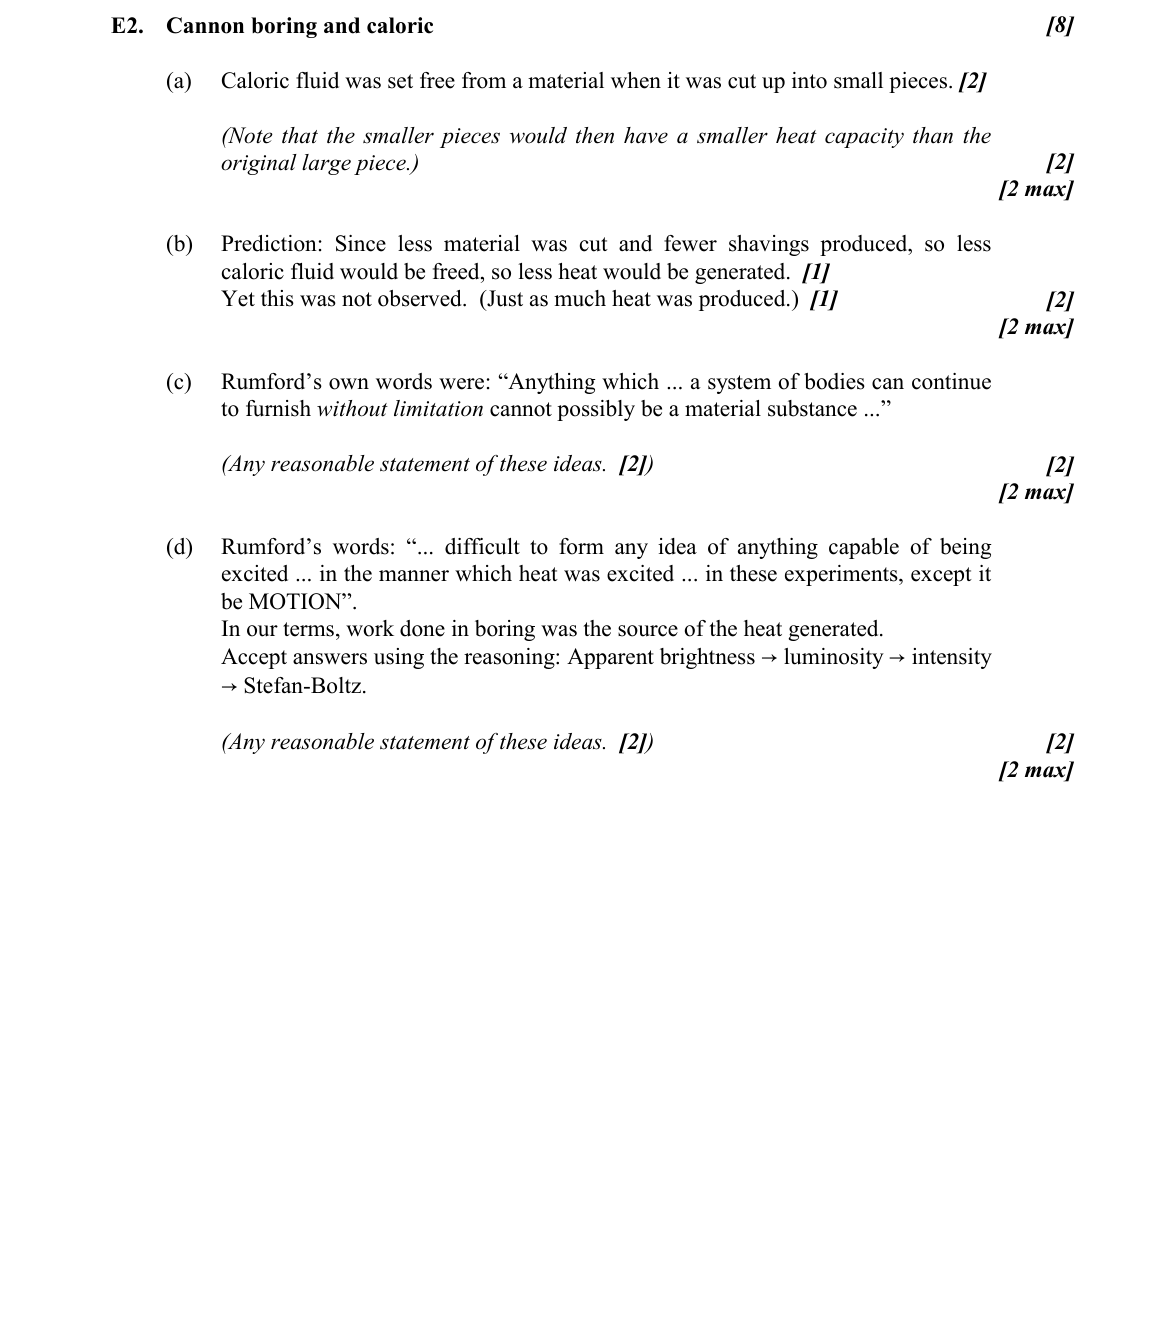 E2. Cannon boring and caloric [8]
(a) Caloric fluid was set free from a material when it was cut up into small pieces. [2]
(Note that the smaller pieces would then have a smaller heat capacity than the
original large piece.) [2]
[2 max]
(b) Prediction: Since less material was cut and fewer shavings produced, so less
caloric fluid would be freed, so less heat would be generated. [1]
Yet this was not observed. (Just as much heat was produced.) [1] [2]
[2 max]
(c) Rumford’s own words were: “Anything which ... a system of bodies can continue
to furnish without limitation cannot possibly be a material substance ...”
(Any reasonable statement of these ideas. [2]) [2]
[2 max]
(d) Rumford’s words: “... difficult to form any idea of anything capable of being
excited ... in the manner which heat was excited ... in these experiments, except it
be MOTION”.
In our terms, work done in boring was the source of the heat generated.
Accept answers using the reasoning: Apparent brightness → luminosity → intensity
→ Stefan-Boltz.
(Any reasonable statement of these ideas. [2]) [2]
[2 max]